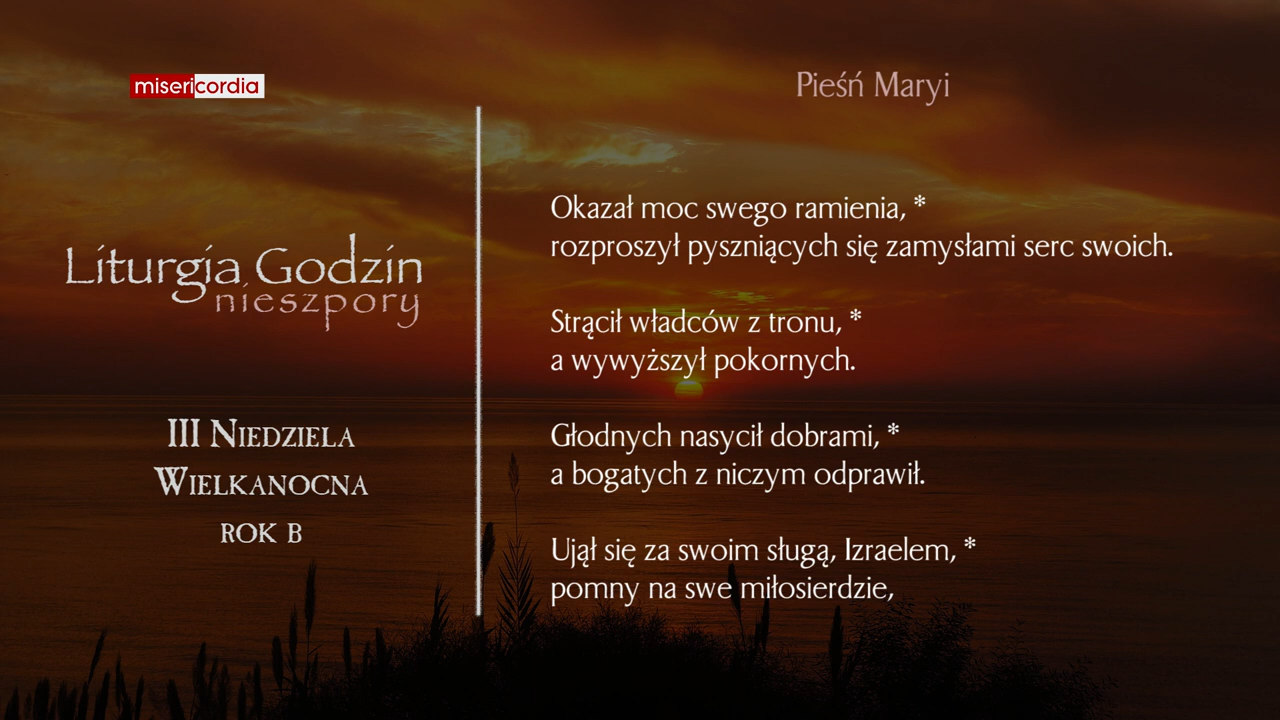 misericordia
Liturgia Godzin
nieszpory
III Niedziela
Wielkanocna
rok B
Pieśń Maryi
Okazał moc swego ramienia, *
rozproszył pyszniących się zamysłami serc swoich.
Strącił władców z tronu, *
a wywyższył pokornych.
Głodnych nasycił dobrami, *
a bogatych z niczym odprawił.
Ujął się za swoim sługą, Izraelem, *
pomny na swe miłosierdzie,